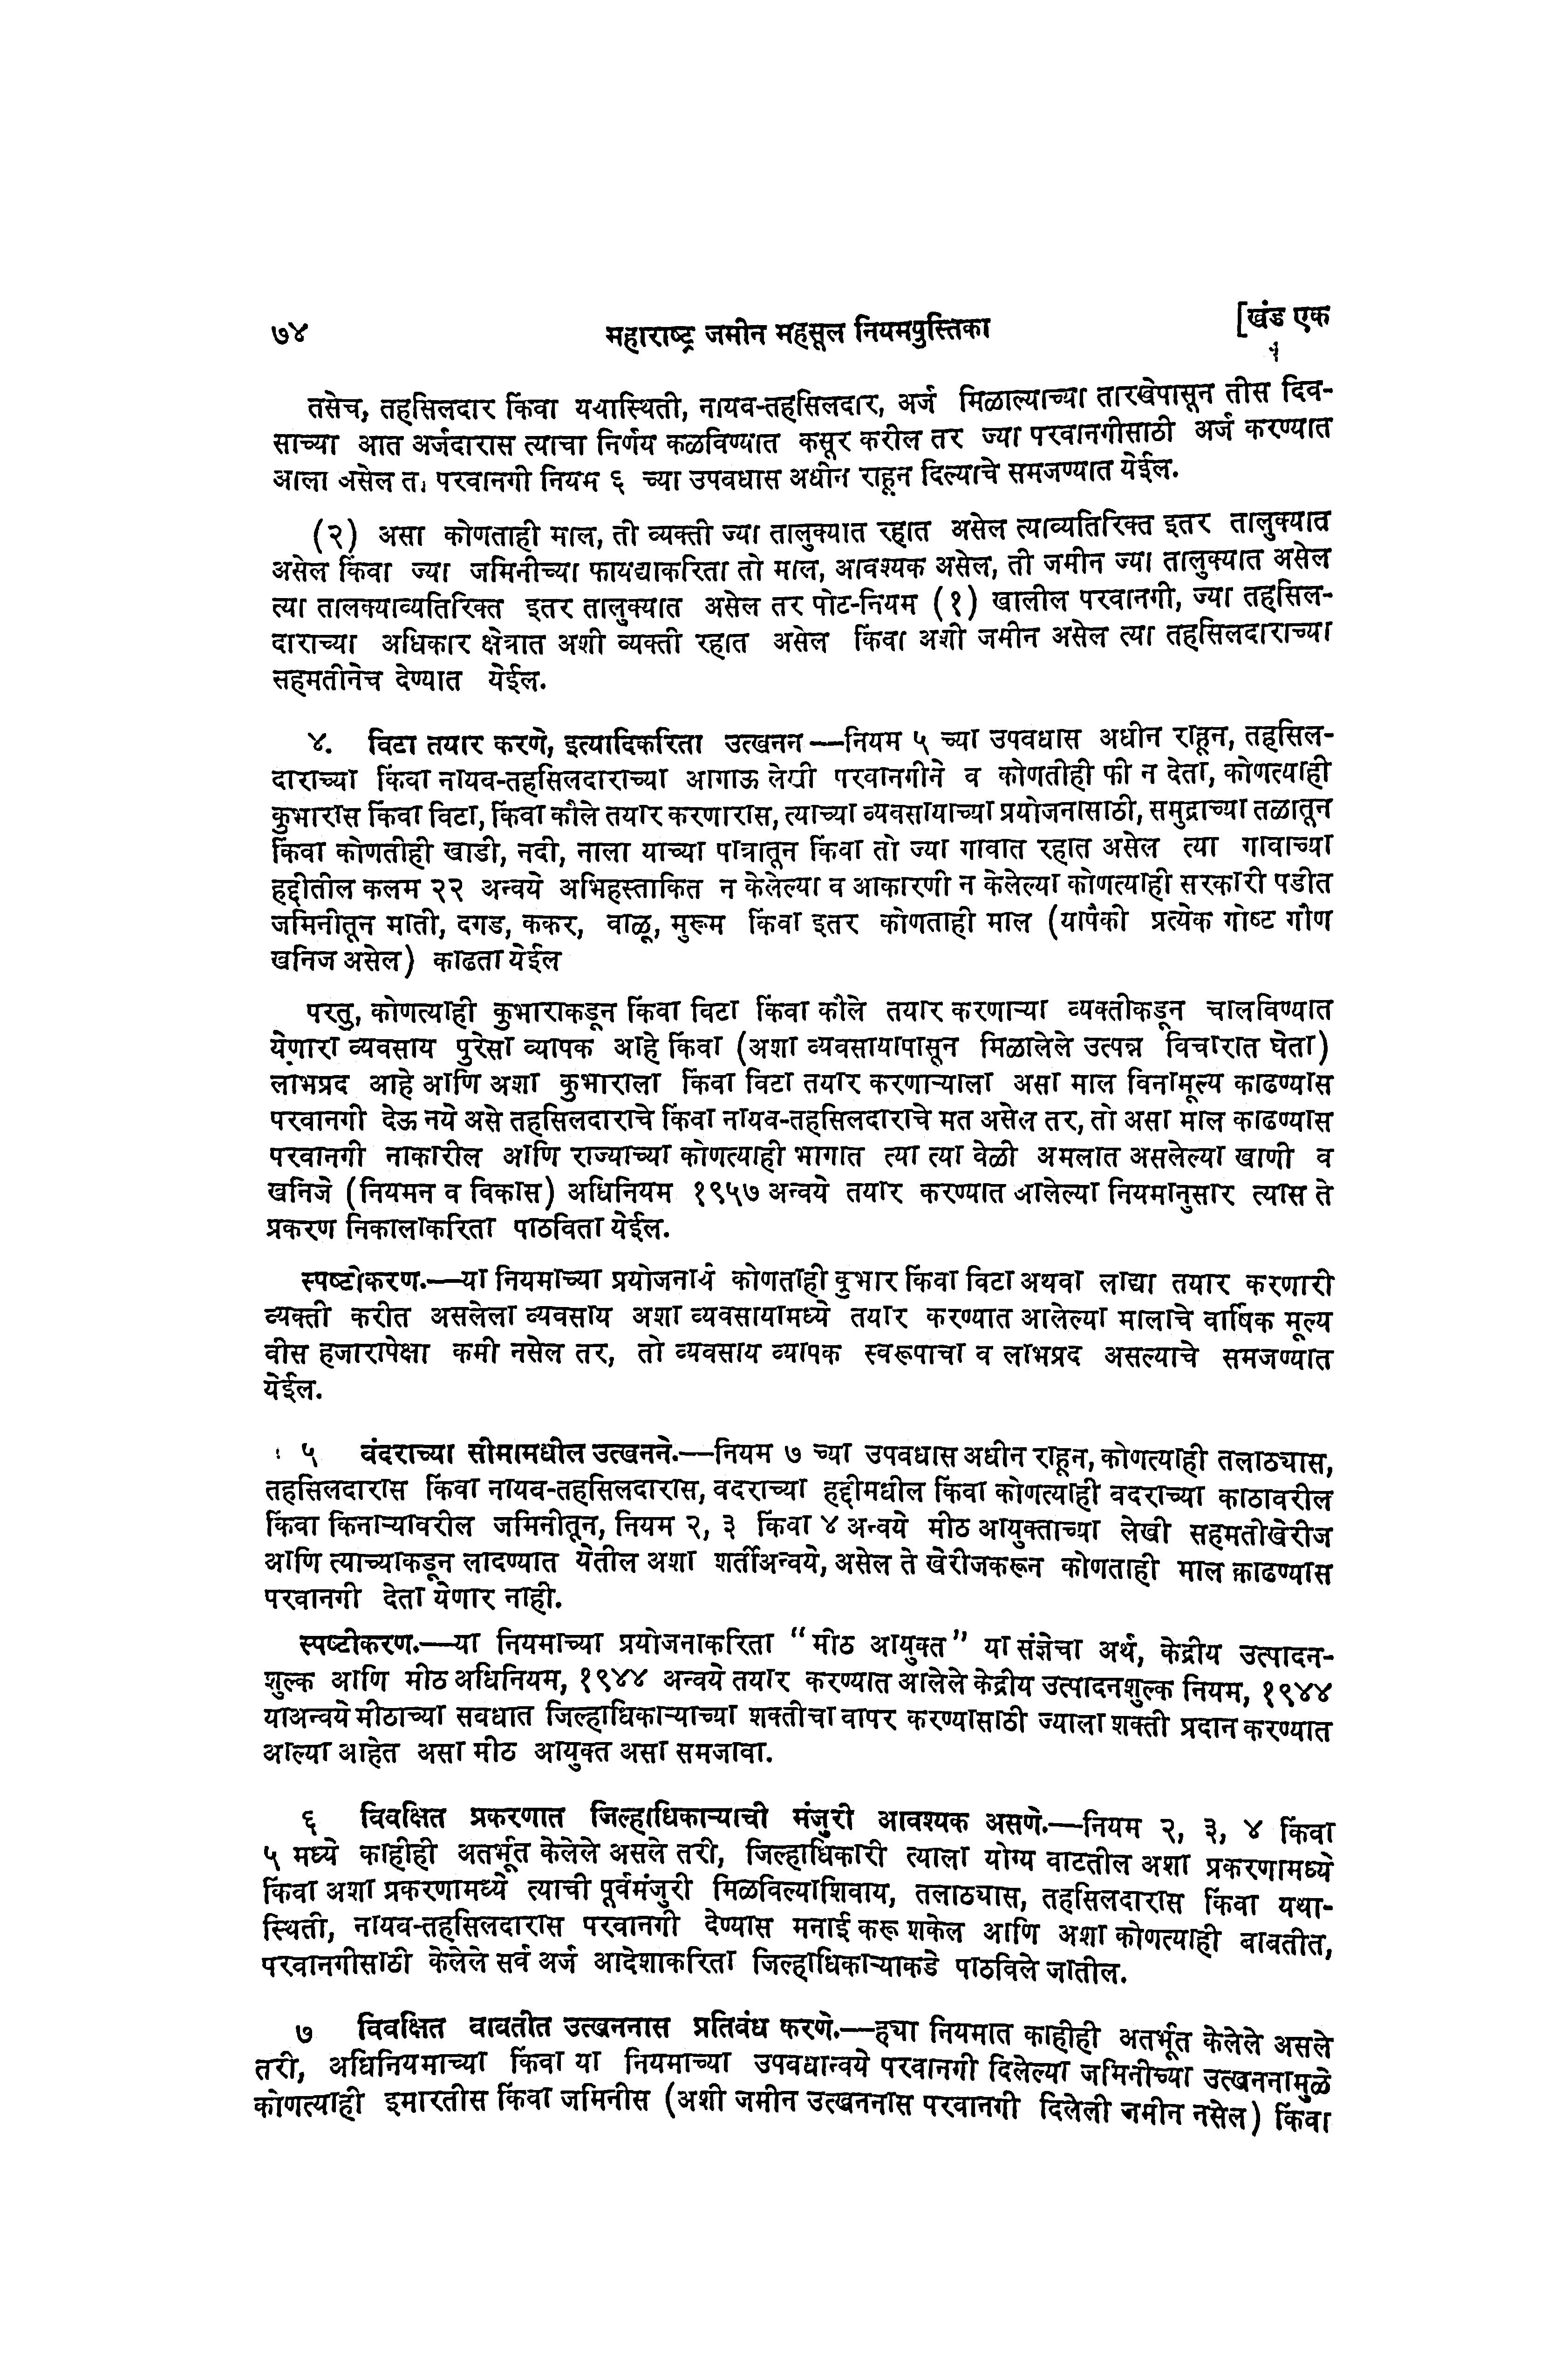 ७४ महाराष्ट्र जमीन महसूल नियमपुस्तिका [खंड एक
तसेच, तहसिलदार किंवा यथास्थिती, नायब-तहसिलदार, अर्ज मिळाल्याच्या तारखेपासून तीस दिव-
साच्या आत अर्जदारास त्याचा निर्णय कळविण्यात कसूर करील तर ज्या परवानगीसाठी अर्ज करण्यात
आला असेल त। परवानगी नियम ६ च्या उपवधास अधीन राहून दिल्याचे समजण्यात येईल.
(२) असा कोणताही माल, ती व्यक्ती ज्या तालुक्यात रहात असेल त्याव्यतिरिक्त इतर तालुक्यात
असेल किंवा ज्या जमिनीच्या फायद्याकरिता तो माल, आवश्यक असेल, ती जमीन ज्या तालुक्यात असेल
त्या तालक्याव्यतिरिक्त इतर तालुक्यात असेल तर पोट-नियम (१) खालील परवानगी, ज्या तहसिल-
दाराच्या अधिकार क्षेत्रात अशी व्यक्ती रहात असेल किंवा अशी जमीन असेल त्या तहसिलदाराच्या
सहमतीनेच देण्यात येईल.
४. विटा तयार करणे, इत्यादिकरिता उत्खनन—नियम ५ च्या उपवधास अधीन राहून, तहसिल-
दाराच्या किंवा नायब-तहसिलदाराच्या आगाऊ लेखी परवानगीने व कोणतीही फी न देता, कोणत्याही
कुभारास किंवा विटा, किंवा कौले तयार करणारास, त्याच्या व्यवसायाच्या प्रयोजनासाठी, समुद्राच्या तळातून
किंवा कोणतीही खाडी, नदी, नाला याच्या पात्रातून किंवा तो ज्या गावात रहात असेल त्या गावाच्या
हद्दीतील कलम २२ अन्वये अभिहस्ताकित न केलेल्या व आकारणी न केलेल्या कोणत्याही सरकारी पडीत
जमिनीतून माती, दगड, ककर, वाळू, मुरूम किंवा इतर कोणताही माल (यापैकी प्रत्येक गोष्ट गौण
खनिज असेल) काढता येईल
परतु, कोणत्याही कुभाराकडून किंवा विटा किंवा कौले तयार करणाऱ्या व्यक्तीकडून चालविण्यात
येणारा व्यवसाय पुरेसा व्यापक आहे किंवा (अशा व्यवसायापासून मिळालेले उत्पन्न विचारात घेता)
लाभप्रद आहे आणि अशा कुभाराला किंवा विटा तयार करणाऱ्याला असा माल विनामूल्य काढण्यास
परवानगी देऊ नये असे तहसिलदाराचे किंवा नायब-तहसिलदाराचे मत असेल तर, तो असा माल काढण्यास
परवानगी नाकारील आणि राज्याच्या कोणत्याही भागात त्या त्या वेळी अमलात असलेल्या खाणी व
खनिजे (नियमन व विकास) अधिनियम १९५७ अन्वये तयार करण्यात आलेल्या नियमानुसार त्यास ते
प्रकरण निकालाकरिता पाठविता येईल.
स्पष्टीकरण.—या नियमाच्या प्रयोजनार्थ कोणताही कुभार किंवा विटा अथवा लाद्या तयार करणारी
व्यक्ती करीत असलेला व्यवसाय अशा व्यवसायामध्ये तयार करण्यात आलेल्या मालाचे वार्षिक मूल्य
वीस हजारापेक्षा कमी नसेल तर, तो व्यवसाय व्यापक स्वरूपाचा व लाभप्रद असल्याचे समजण्यात
येईल.
५ वंदराच्या सीमामधील उत्खनने.—नियम ७ च्या उपवधास अधीन राहून, कोणत्याही तलाठ्यास,
तहसिलदारास किंवा नायब-तहसिलदारास, वदराच्या हद्दीमधील किंवा कोणत्याही वदराच्या काठावरील
किंवा किनाऱ्यावरील जमिनीतून, नियम २, ३ किंवा ४ अन्वये मीठ आयुक्ताच्या लेखी सहमतीखेरीज
आणि त्याच्याकडून लादण्यात येतील अशा शर्तीअन्वये, असेल ते खेरीजकरून कोणताही माल काढण्यास
परवानगी देता येणार नाही.
स्पष्टीकरण.—या नियमाच्या प्रयोजनाकरिता “मीठ आयुक्त” या संज्ञेचा अर्थ, केद्रीय उत्पादन-
शुल्क आणि मीठ अधिनियम, १९४४ अन्वये तयार करण्यात आलेले केद्रीय उत्पादनशुल्क नियम, १९४४
याअन्वये मीठाच्या सवधात जिल्हाधिकाऱ्याच्या शक्तीचा वापर करण्यासाठी ज्याला शक्ती प्रदान करण्यात
आल्या आहेत असा मीठ आयुक्त असा समजावा.
६ विवक्षित प्रकरणात जिल्हाधिकाऱ्याची मंजुरी आवश्यक असणे.—नियम २, ३, ४ किंवा
५ मध्ये काहीही अतर्भूत केलेले असले तरी, जिल्हाधिकारी त्याला योग्य वाटतील अशा प्रकरणामध्ये
किंवा अशा प्रकरणामध्ये त्याची पूर्वमंजुरी मिळविल्याशिवाय, तलाठ्यास, तहसिलदारास किंवा यथा-
स्थिती, नायव-तहसिलदारास परवानगी देण्यास मनाई करू शकेल आणि अशा कोणत्याही वावतीत,
परवानगीसाठी केलेले सर्व अर्ज आदेशाकरिता जिल्हाधिकाऱ्याकडे पाठविले जातील.
७ विवक्षित वावतीत उत्खननास प्रतिवंध करणे.—ह्या नियमात काहीही अतर्भूत केलेले असले
तरी, अधिनियमाच्या किंवा या नियमाच्या उपवधान्वये परवानगी दिलेल्या जमिनीच्या उत्खननामुळे
कोणत्याही इमारतीस किंवा जमिनीस (अशी जमीन उत्खननास परवानगी दिलेली जमीन नसेल) किंवा